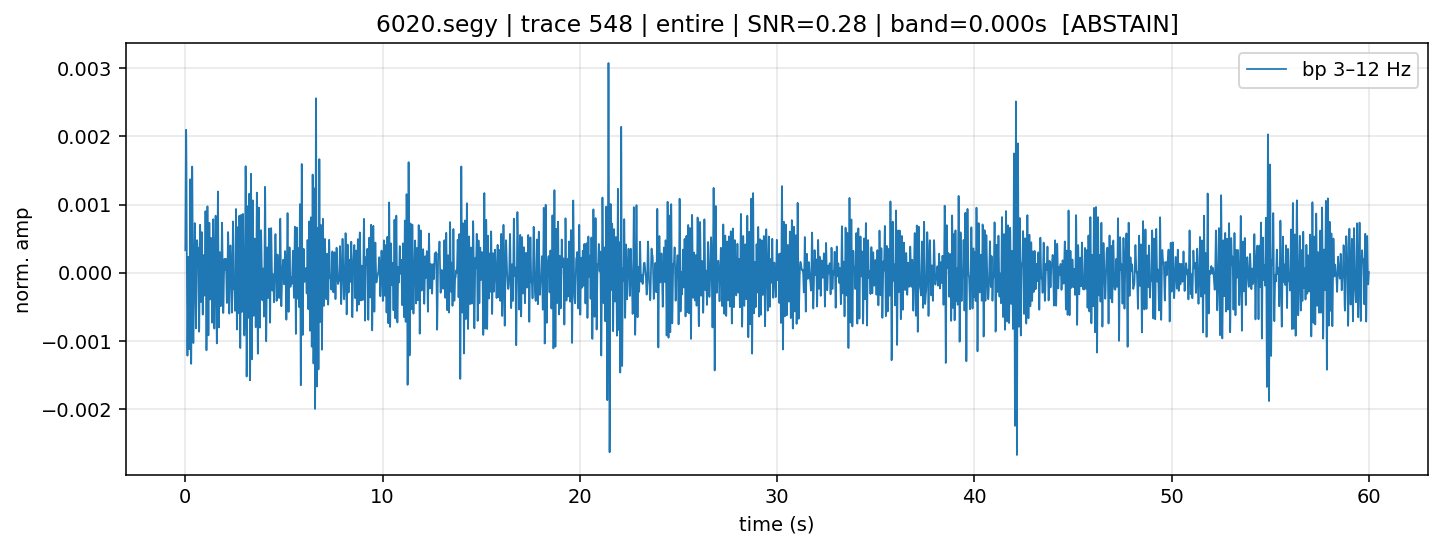 6020.segy | trace 548 | entire | SNR=0.28 | band=0.000s  [ABSTAIN]
bp 3–12 Hz
0.003
0.002
0.001
0.000
−0.001
−0.002
norm. amp
0 10 20 30 40 50 60
time (s)